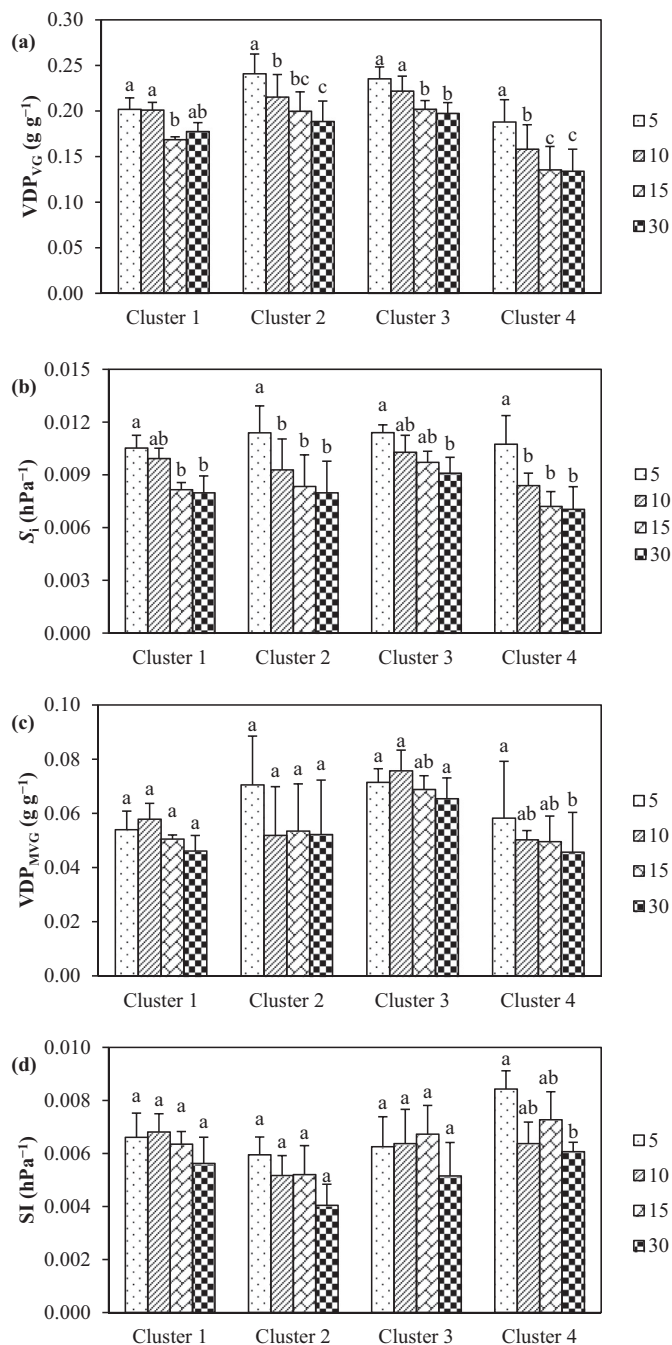 (a)
VDP_VG (g g⁻¹)
0.30
0.25
0.20
0.15
0.10
0.05
0.00
a a b ab
a b bc c
a a b b
a b c c
Cluster 1 Cluster 2 Cluster 3 Cluster 4
5
10
15
30
(b)
S_i (hPa⁻¹)
0.015
0.012
0.009
0.006
0.003
0.000
a ab b b
a b b b
a ab ab b
a b b b
Cluster 1 Cluster 2 Cluster 3 Cluster 4
5
10
15
30
(c)
VDP_MVG (g g⁻¹)
0.10
0.08
0.06
0.04
0.02
0.00
a a a a
a a a a
a a ab a
a ab ab b
Cluster 1 Cluster 2 Cluster 3 Cluster 4
5
10
15
30
(d)
SI (hPa⁻¹)
0.010
0.008
0.006
0.004
0.002
0.000
a a a a
a a a a
a a a a
a ab ab b
Cluster 1 Cluster 2 Cluster 3 Cluster 4
5
10
15
30